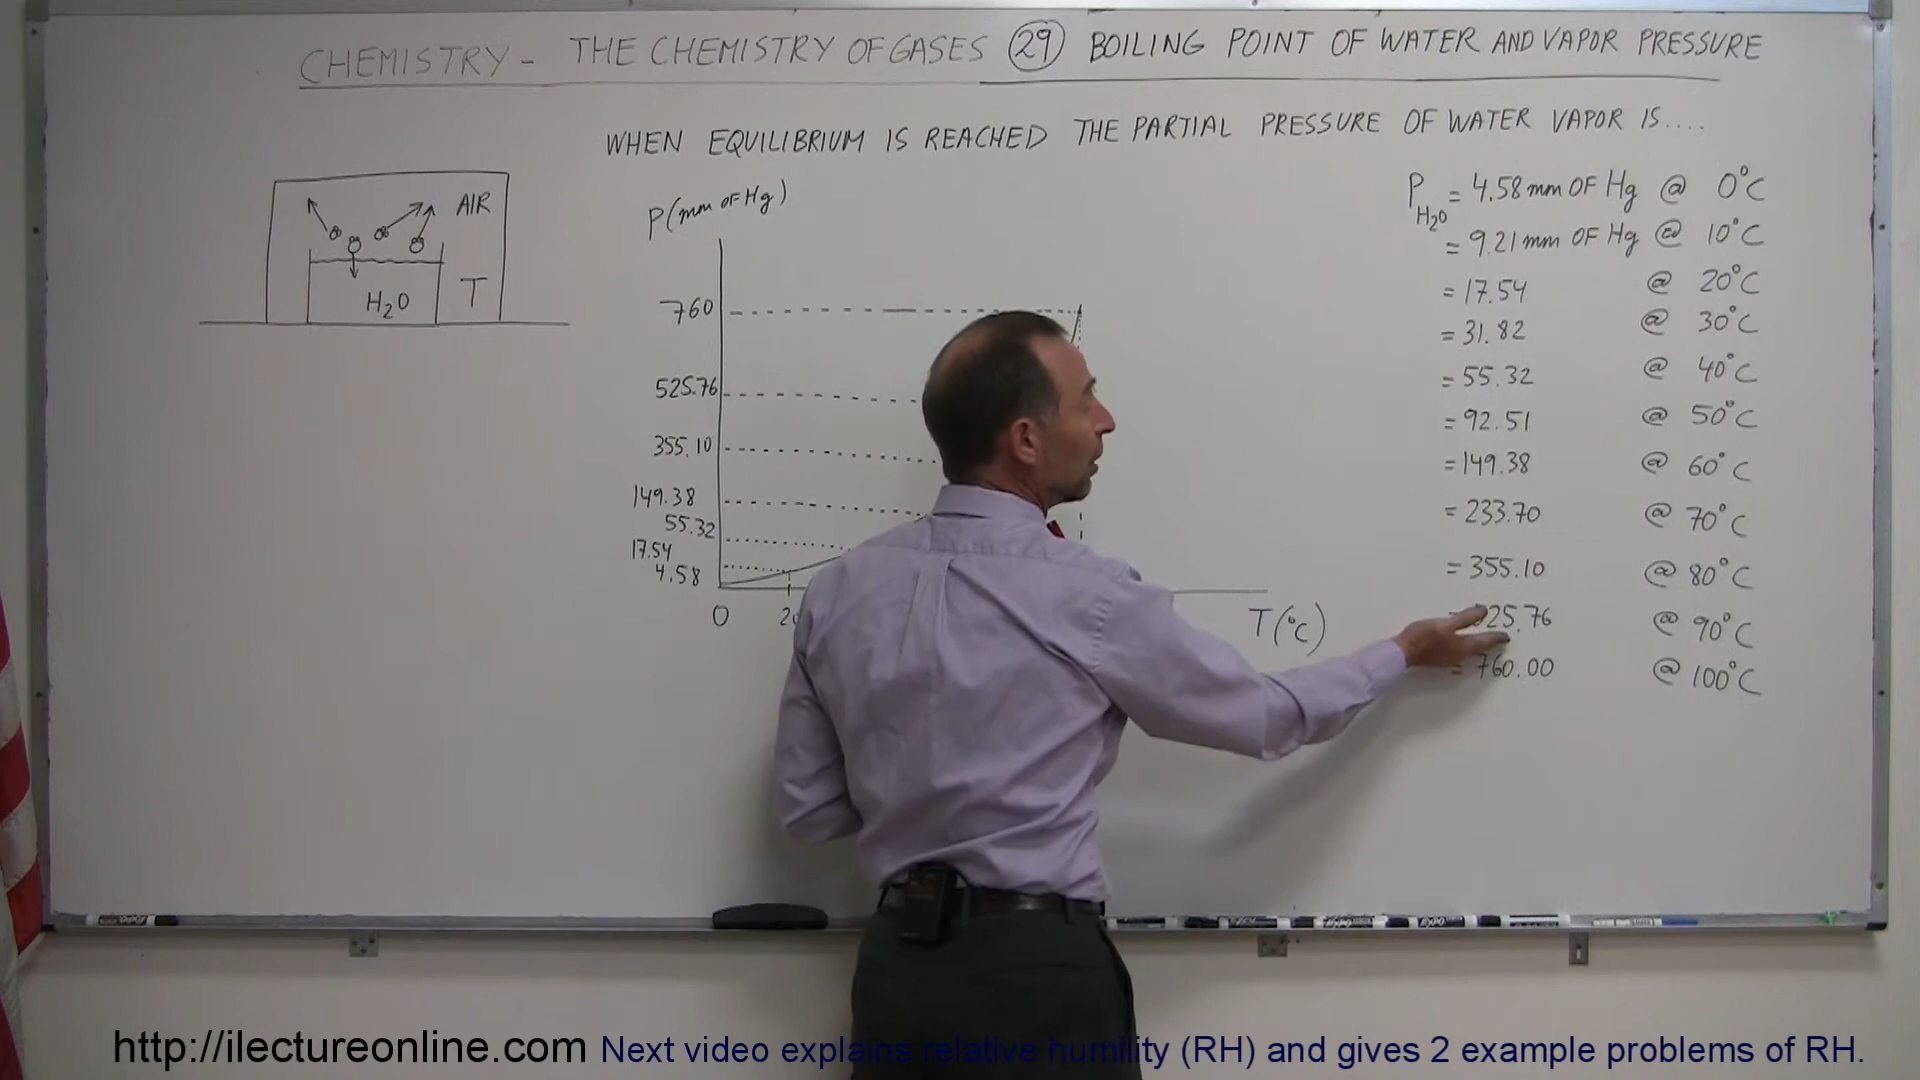 CHEMISTRY - THE CHEMISTRY OF GASES 29 BOILING POINT OF WATER AND VAPOR PRESSURE
WHEN EQUILIBRIUM IS REACHED THE PARTIAL PRESSURE OF WATER VAPOR IS....
AIR
H2O
T
P(mm OF Hg)
760
525.76
355.10
149.38
55.32
17.54
4.58
0
T(°C)
P H2O = 4.58 mm OF Hg @ 0°C
= 9.21 mm OF Hg @ 10°C
= 17.54 @ 20°C
= 31.82 @ 30°C
= 55.32 @ 40°C
= 92.51 @ 50°C
= 149.38 @ 60°C
= 233.70 @ 70°C
= 355.10 @ 80°C
= 525.76 @ 90°C
= 760.00 @ 100°C
http://ilectureonline.com Next video explains relative humility (RH) and gives 2 example problems of RH.